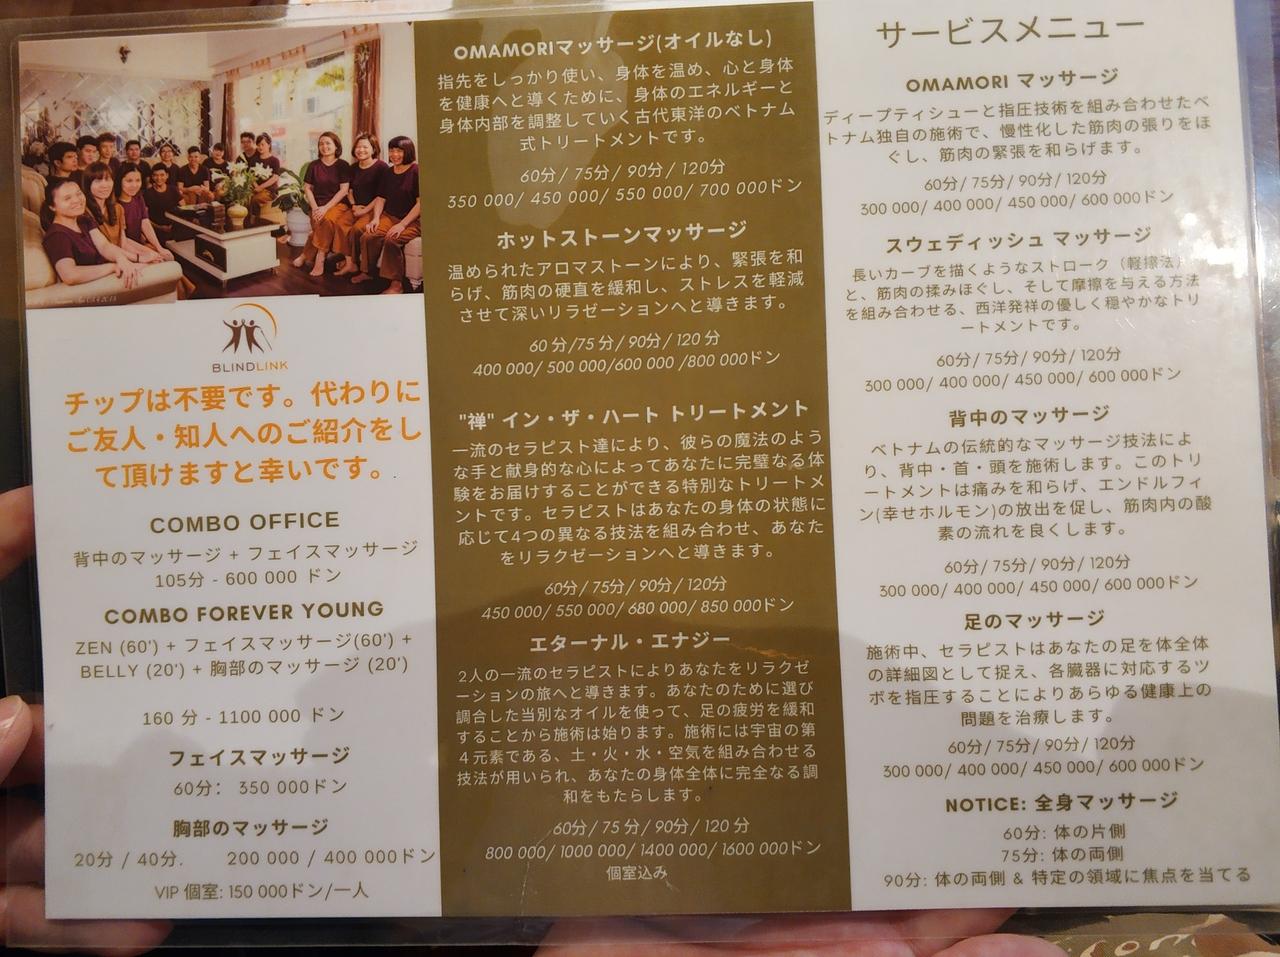 BLINDLINK
チップは不要です。代わりに
ご友人・知人へのご紹介をし
て頂けますと幸いです。
COMBO OFFICE
背中のマッサージ + フェイスマッサージ
105分 - 600 000 ドン
COMBO FOREVER YOUNG
ZEN (60') + フェイスマッサージ(60') +
BELLY (20') + 胸部のマッサージ (20')
160 分 - 1100 000 ドン
フェイスマッサージ
60分： 350 000ドン
胸部のマッサージ
20分 / 40分. 200 000 / 400 000ドン
VIP 個室: 150 000ドン/一人
OMAMORIマッサージ(オイルなし)
指先をしっかり使い、身体を温め、心と身体
を健康へと導くために、身体のエネルギーと
身体内部を調整していく古代東洋のベトナム
式トリートメントです。
60分/ 75分/ 90分/ 120分
350 000/ 450 000/ 550 000/ 700 000ドン
ホットストーンマッサージ
温められたアロマストーンにより、緊張を和
らげ、筋肉の硬直を緩和し、ストレスを軽減
させて深いリラゼーションへと導きます。
60 分/75 分/ 90分/ 120 分
400 000/ 500 000/600 000 /800 000ドン
"禅" イン・ザ・ハート トリートメント
一流のセラピスト達により、彼らの魔法のよう
な手と献身的な心によってあなたに完璧なる体
験をお届けすることができる特別なトリートメ
ントです。セラピストはあなたの身体の状態に
応じて4つの異なる技法を組み合わせ、あなた
をリラクゼーションへと導きます。
60分/ 75分/ 90分/ 120分
450 000/ 550 000/ 680 000/ 850 000ドン
エターナル・エナジー
2人の一流のセラピストによりあなたをリラクゼ
ーションの旅へと導きます。あなたのために選び
調合した当別なオイルを使って、足の疲労を緩和
することから施術は始ります。施術には宇宙の第
４元素である、土・火・水・空気を組み合わせる
技法が用いられ、あなたの身体全体に完全なる調
和をもたらします。
60分/ 75 分/ 90分/ 120 分
800 000/ 1000 000/ 1400 000/ 1600 000ドン
個室込み
サービスメニュー
OMAMORI マッサージ
ディープティシューと指圧技術を組み合わせたベ
トナム独自の施術で、慢性化した筋肉の張りをほ
ぐし、筋肉の緊張を和らげます。
60分/ 75分/ 90分/ 120分
300 000/ 400 000/ 450 000/ 600 000ドン
スウェディッシュ マッサージ
長いカーブを描くようなストローク（軽擦法）
と、筋肉の揉みほぐし、そして摩擦を与える方法
を組み合わせる、西洋発祥の優しく穏やかなトリ
ートメントです。
60分/ 75分/ 90分/ 120分
300 000/ 400 000/ 450 000/ 600 000ドン
背中のマッサージ
ベトナムの伝統的なマッサージ技法によ
り、背中・首・頭を施術します。このトリ
ートメントは痛みを和らげ、エンドルフィ
ン(幸せホルモン)の放出を促し、筋肉内の酸
素の流れを良くします。
60分/ 75分/ 90分/ 120分
300 000/ 400 000/ 450 000/ 600 000ドン
足のマッサージ
施術中、セラピストはあなたの足を体全体
の詳細図として捉え、各臓器に対応するツ
ボを指圧することによりあらゆる健康上の
問題を治療します。
60分/ 75分/ 90分/ 120分
300 000/ 400 000/ 450 000/ 600 000ドン
NOTICE: 全身マッサージ
60分: 体の片側
75分: 体の両側
90分: 体の両側 & 特定の領域に焦点を当てる